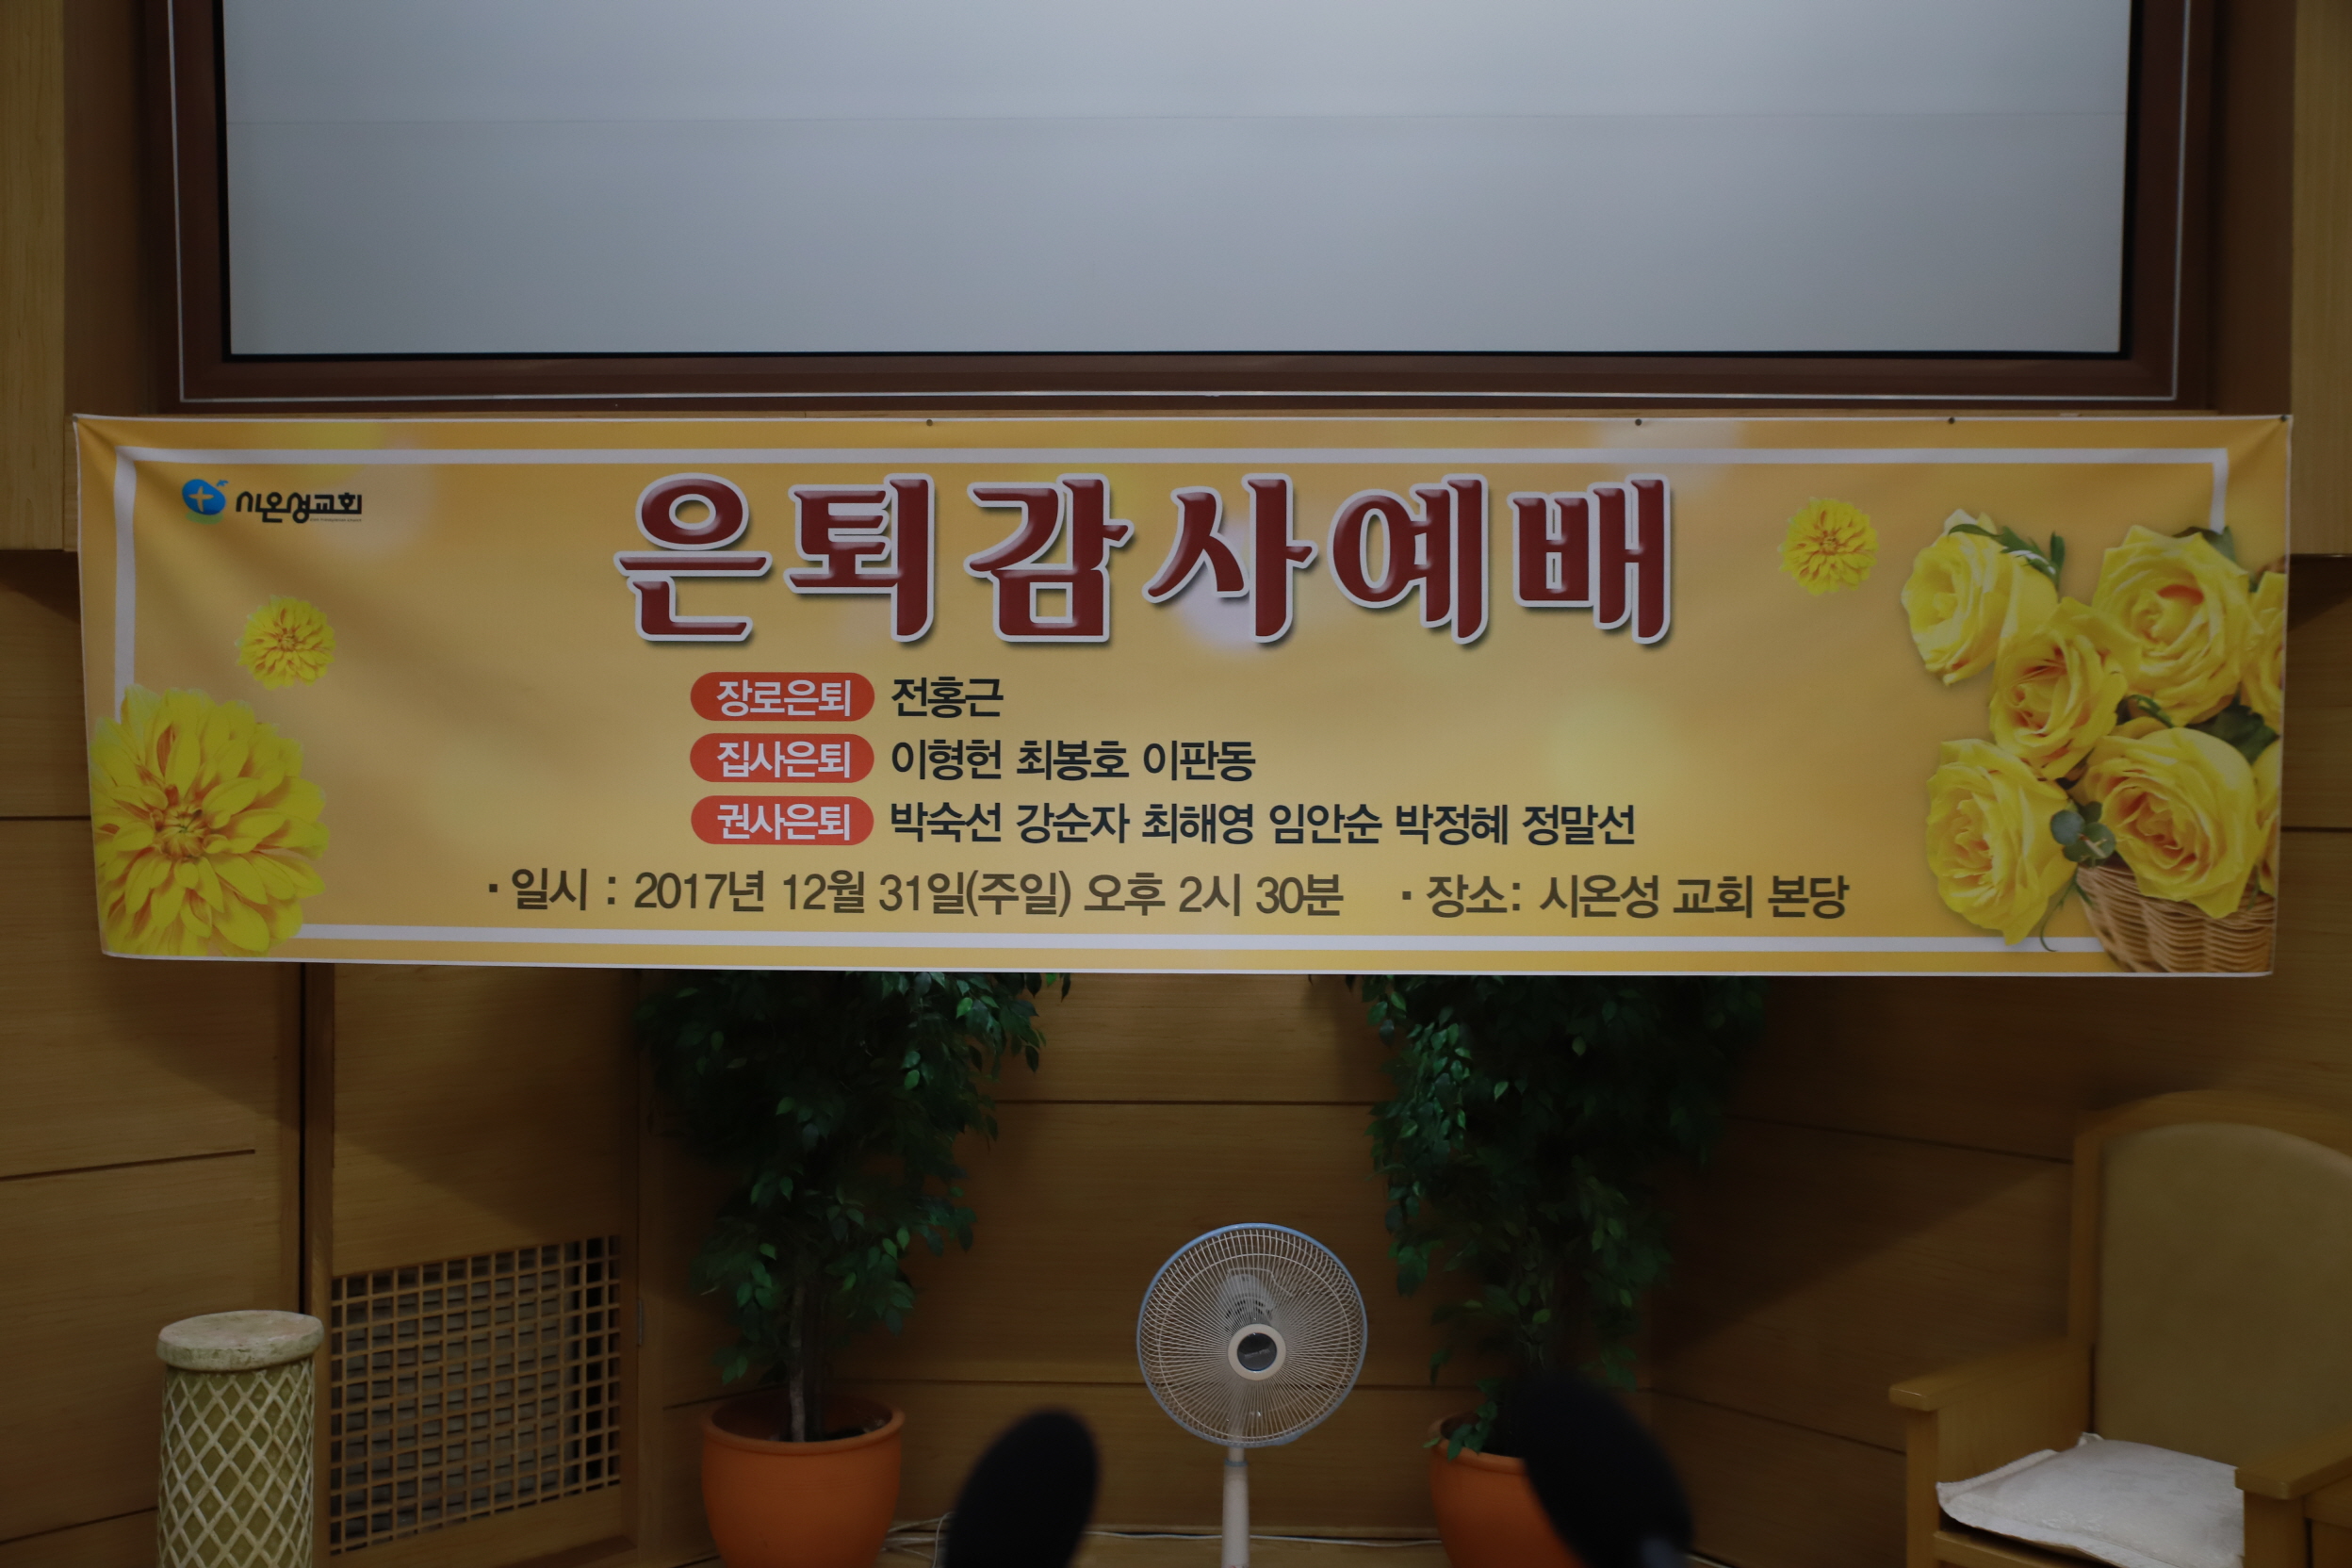 시온성교회
은퇴감사예배
장로은퇴 전홍근
집사은퇴 이형헌 최봉호 이판동
권사은퇴 박숙선 강순자 최해영 임안순 박정혜 정말선
· 일시 : 2017년 12월 31일(주일) 오후 2시 30분 · 장소: 시온성 교회 본당